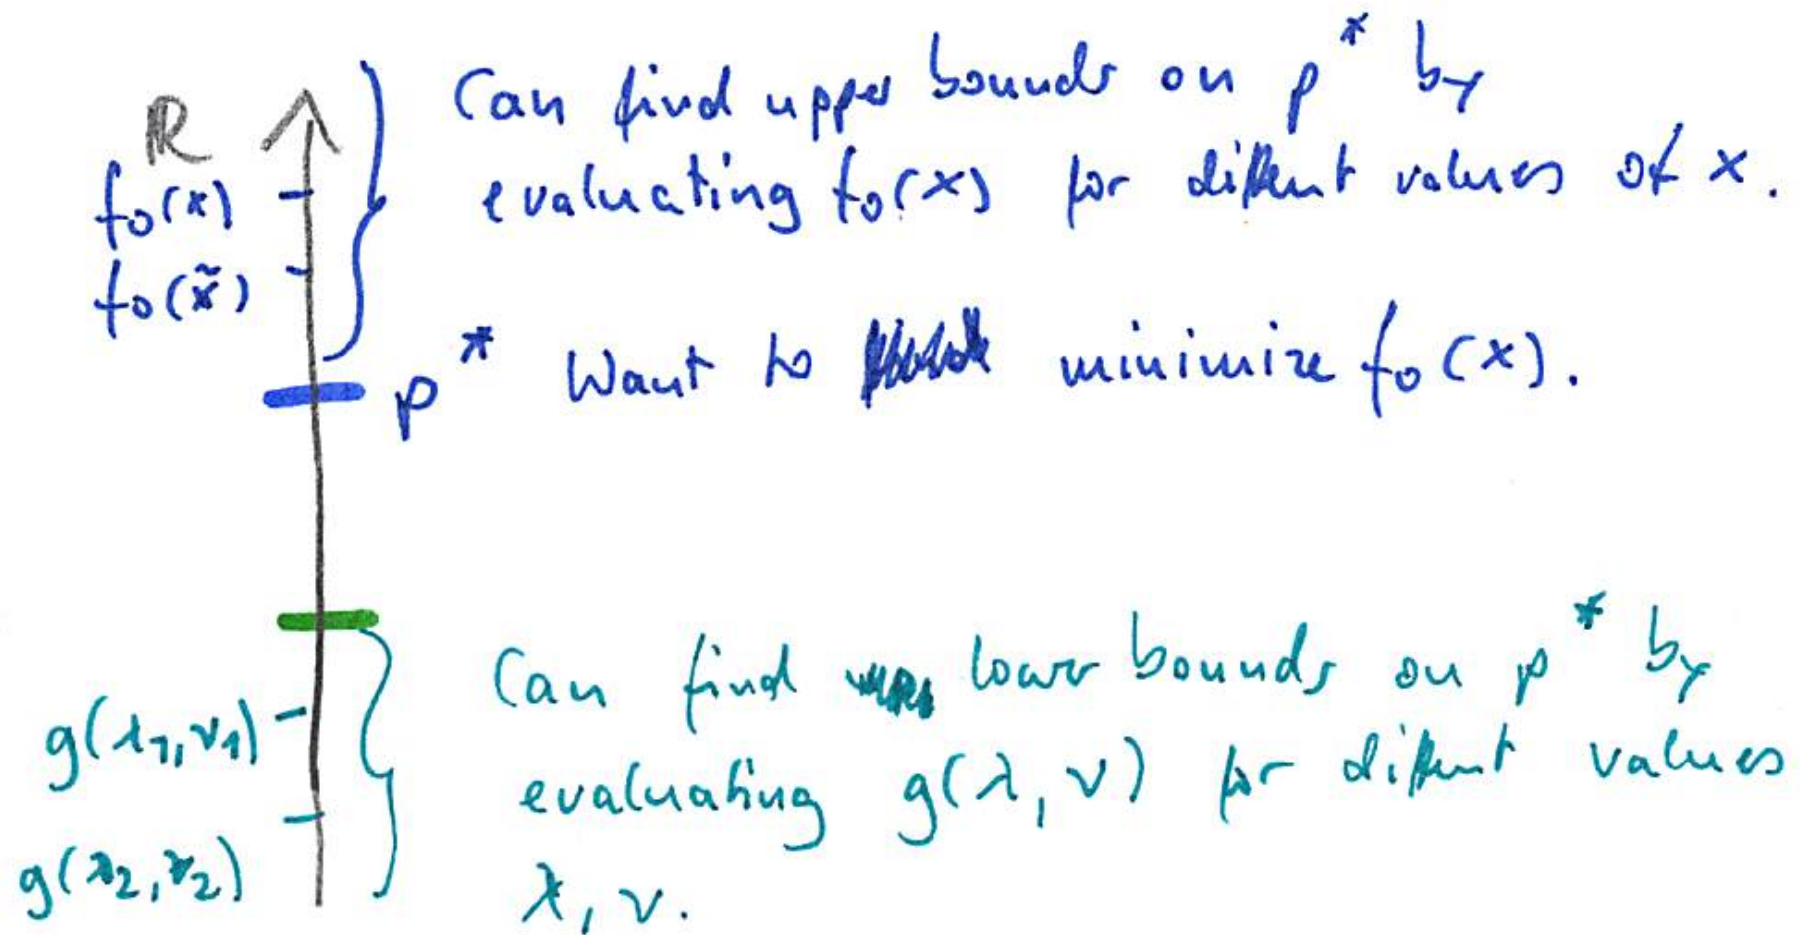 Can find upper bounds on p* by
ℝ
f₀(x) evaluating f₀(x) for different values of x.
f₀(x̃)
p* Want to minimize f₀(x).
Can find lower bounds on p* by
g(λ₁, ν₁)
evaluating g(λ, ν) for different values
g(λ₂, ν₂)
λ, ν.